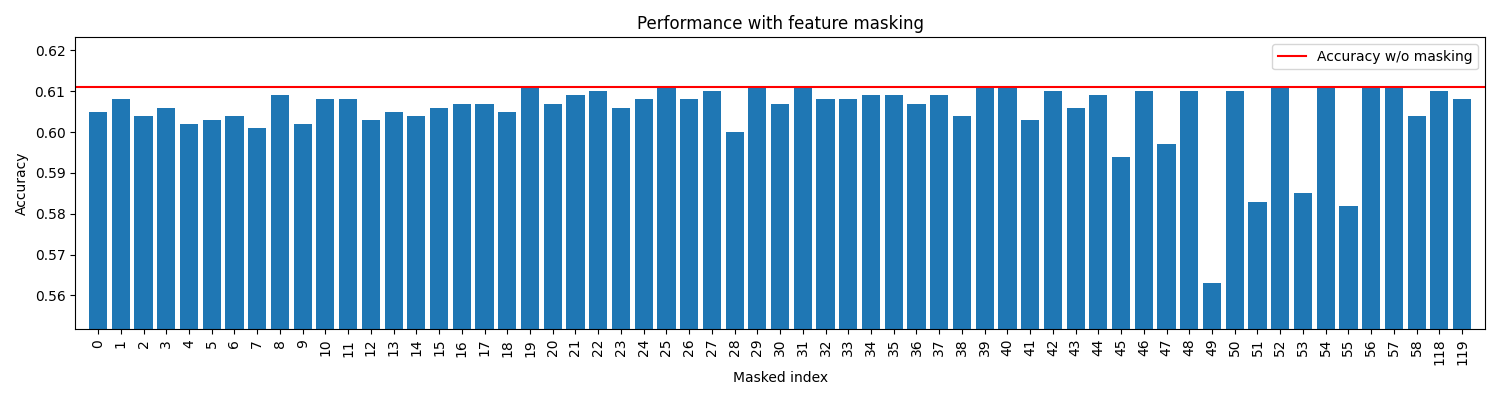 Performance with feature masking
Accuracy w/o masking
Accuracy
0.62
0.61
0.60
0.59
0.58
0.57
0.56
0 1 2 3 4 5 6 7 8 9 10 11 12 13 14 15 16 17 18 19 20 21 22 23 24 25 26 27 28 29 30 31 32 33 34 35 36 37 38 39 40 41 42 43 44 45 46 47 48 49 50 51 52 53 54 55 56 57 58 118 119
Masked index